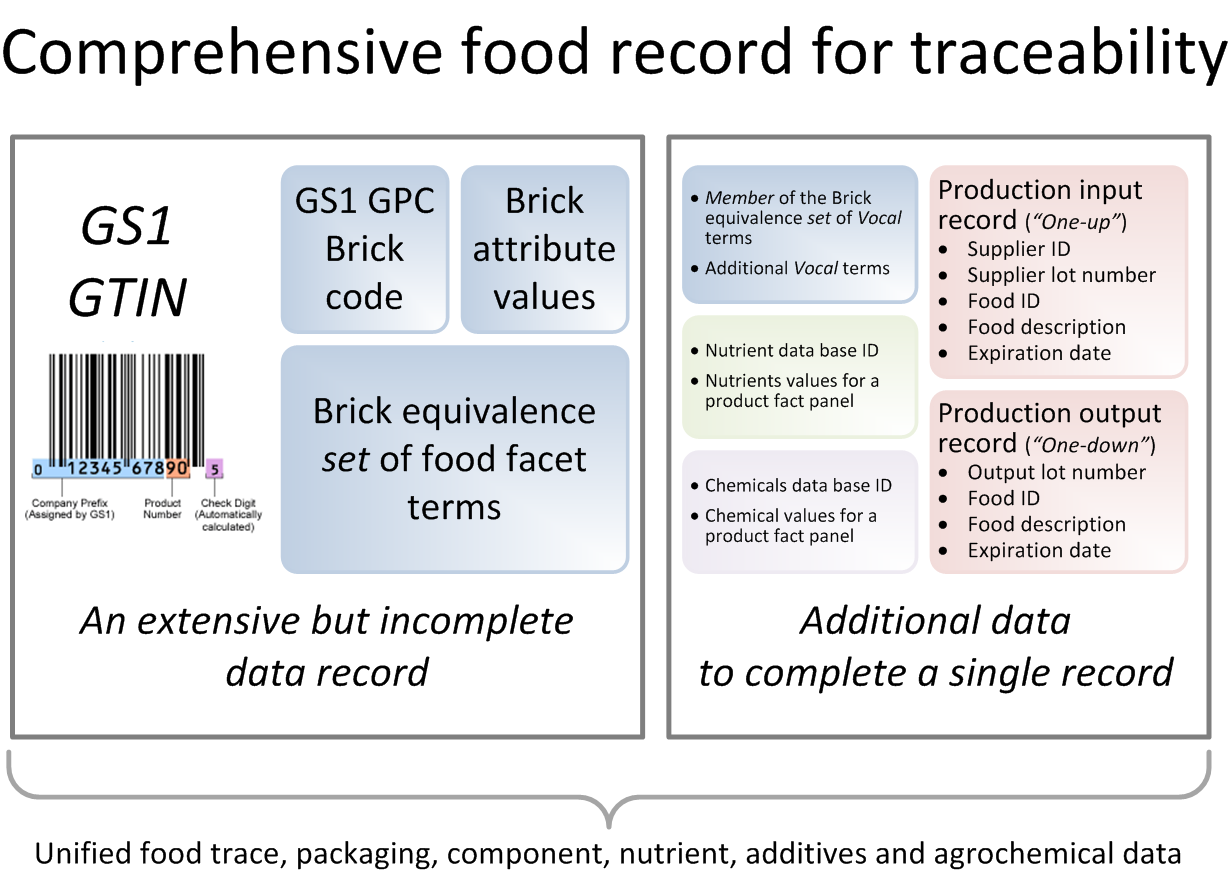 Comprehensive food record for traceability
GS1
GTIN
0 12345 67890 5
Company Prefix
(Assigned by GS1)
Product
Number
Check Digit
(Automatically
calculated)
GS1 GPC
Brick
code
Brick
attribute
values
Brick equivalence
set of food facet
terms
An extensive but incomplete
data record
• Member of the Brick
equivalence set of Vocal
terms
• Additional Vocal terms
• Nutrient data base ID
• Nutrients values for a
product fact panel
• Chemicals data base ID
• Chemical values for a
product fact panel
Production input
record (“One-up”)
• Supplier ID
• Supplier lot number
• Food ID
• Food description
• Expiration date
Production output
record (“One-down”)
• Output lot number
• Food ID
• Food description
• Expiration date
Additional data
to complete a single record
Unified food trace, packaging, component, nutrient, additives and agrochemical data